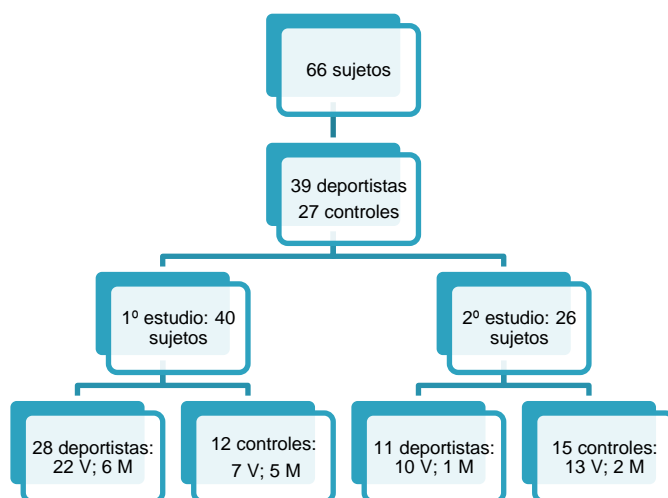 66 sujetos
39 deportistas
27 controles
1º estudio: 40
sujetos
2º estudio: 26
sujetos
28 deportistas:
22 V; 6 M
12 controles:
7 V; 5 M
11 deportistas:
10 V; 1 M
15 controles:
13 V; 2 M